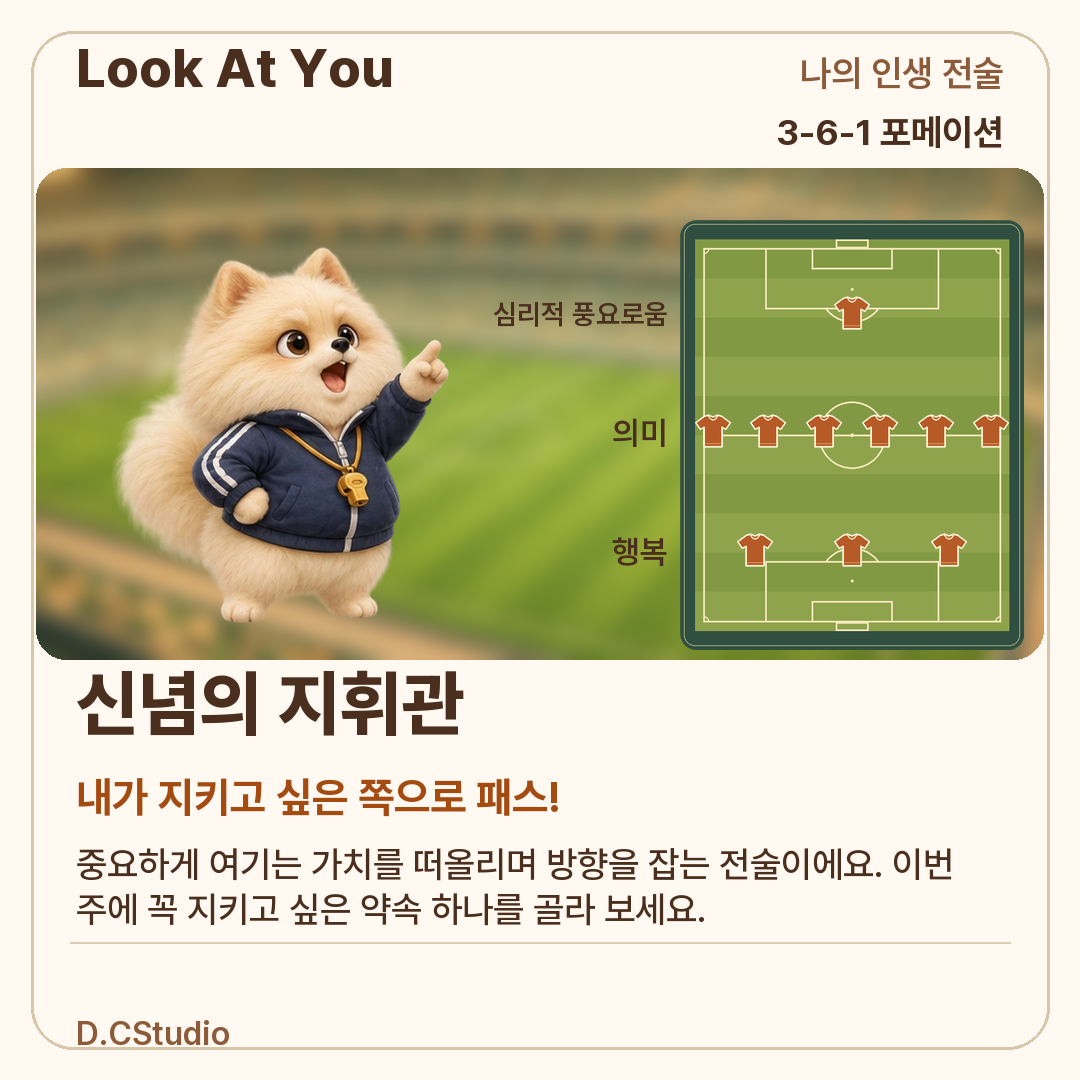 Look At You
나의 인생 전술
3-6-1 포메이션
심리적 풍요로움
의미
행복
신념의 지휘관
내가 지키고 싶은 쪽으로 패스!
중요하게 여기는 가치를 떠올리며 방향을 잡는 전술이에요. 이번
주에 꼭 지키고 싶은 약속 하나를 골라 보세요.
D.CStudio